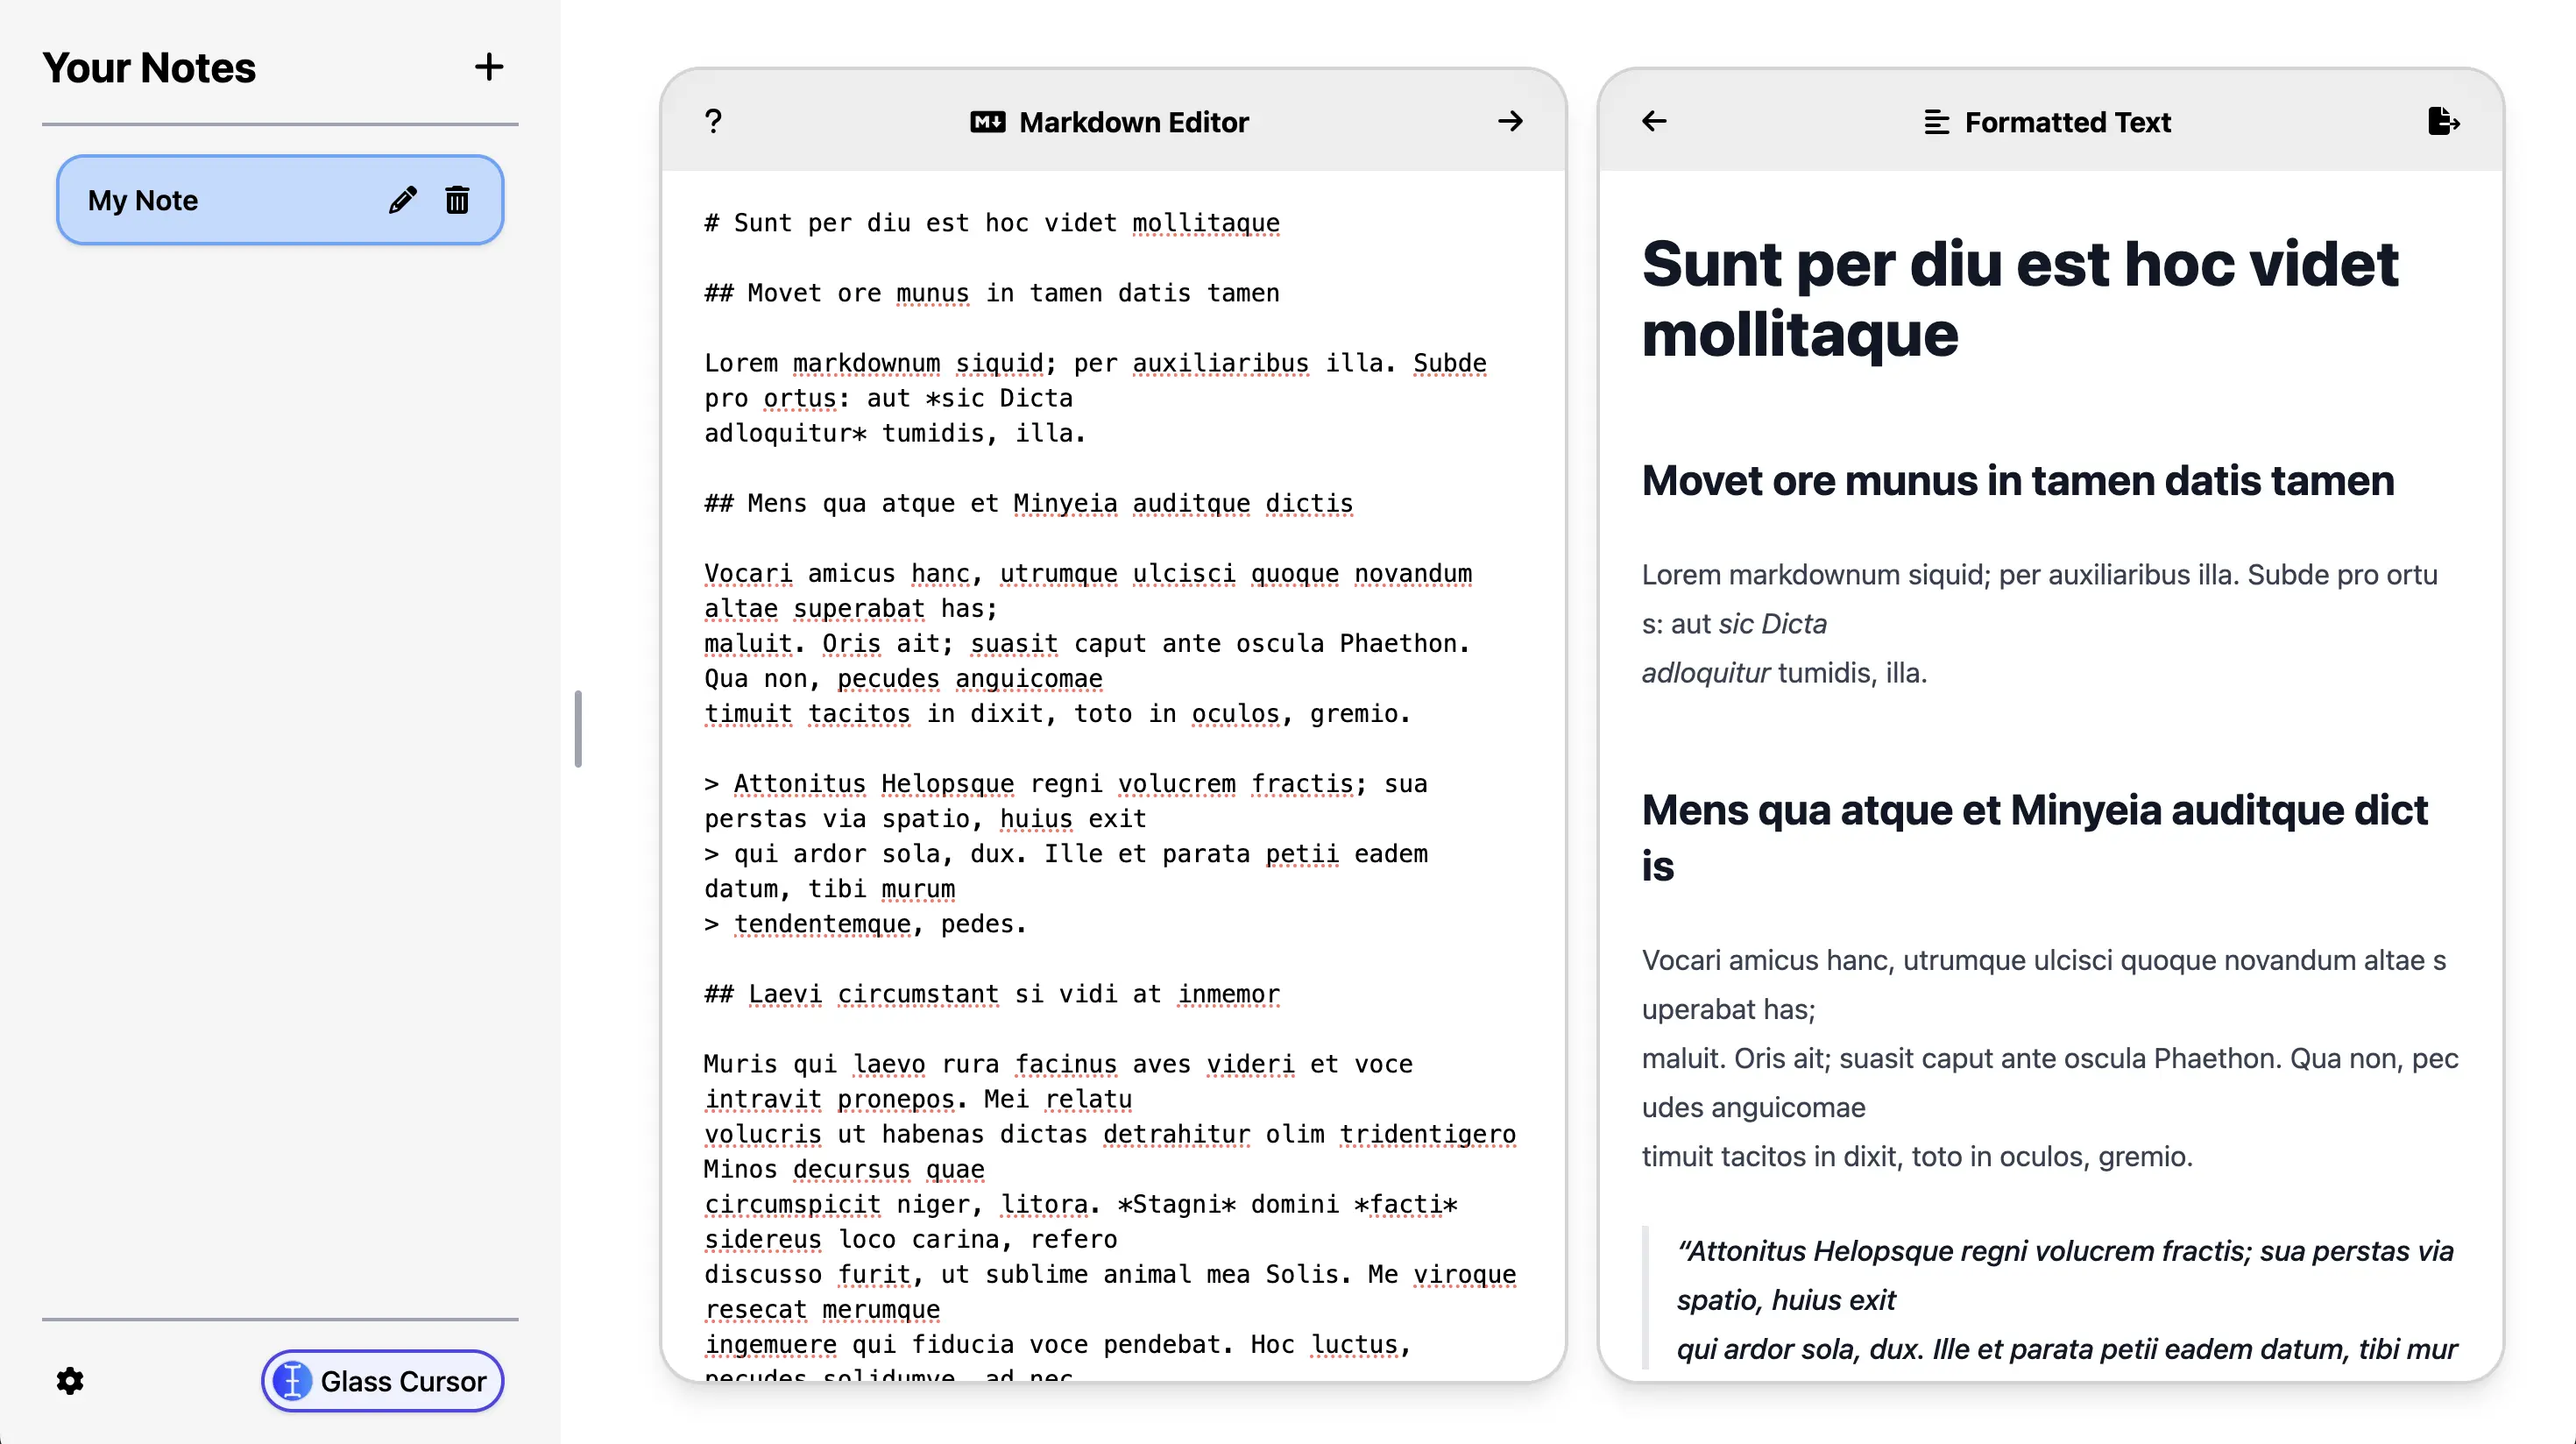 Your Notes
My Note
Glass Cursor
?
Markdown Editor
# Sunt per diu est hoc videt mollitaque
## Movet ore munus in tamen datis tamen
Lorem markdownum siquid; per auxiliaribus illa. Subde
pro ortus: aut *sic Dicta
adloquitur* tumidis, illa.
## Mens qua atque et Minyeia auditque dictis
Vocari amicus hanc, utrumque ulcisci quoque novandum
altae superabat has;
maluit. Oris ait; suasit caput ante oscula Phaethon.
Qua non, pecudes anguicomae
timuit tacitos in dixit, toto in oculos, gremio.
> Attonitus Helopsque regni volucrem fractis; sua
perstas via spatio, huius exit
> qui ardor sola, dux. Ille et parata petii eadem
datum, tibi murum
> tendentemque, pedes.
## Laevi circumstant si vidi at inmemor
Muris qui laevo rura facinus aves videri et voce
intravit pronepos. Mei relatu
volucris ut habenas dictas detrahitur olim tridentigero
Minos decursus quae
circumspicit niger, litora. *Stagni* domini *facti*
sidereus loco carina, refero
discusso furit, ut sublime animal mea Solis. Me viroque
resecat merumque
ingemuere qui fiducia voce pendebat. Hoc luctus,
pecudes solidumve, ad nec
Formatted Text
Sunt per diu est hoc videt
mollitaque
Movet ore munus in tamen datis tamen
Lorem markdownum siquid; per auxiliaribus illa. Subde pro ortu
s: aut sic Dicta
adloquitur tumidis, illa.
Mens qua atque et Minyeia auditque dict
is
Vocari amicus hanc, utrumque ulcisci quoque novandum altae s
uperabat has;
maluit. Oris ait; suasit caput ante oscula Phaethon. Qua non, pec
udes anguicomae
timuit tacitos in dixit, toto in oculos, gremio.
“Attonitus Helopsque regni volucrem fractis; sua perstas via
spatio, huius exit
qui ardor sola, dux. Ille et parata petii eadem datum, tibi mur